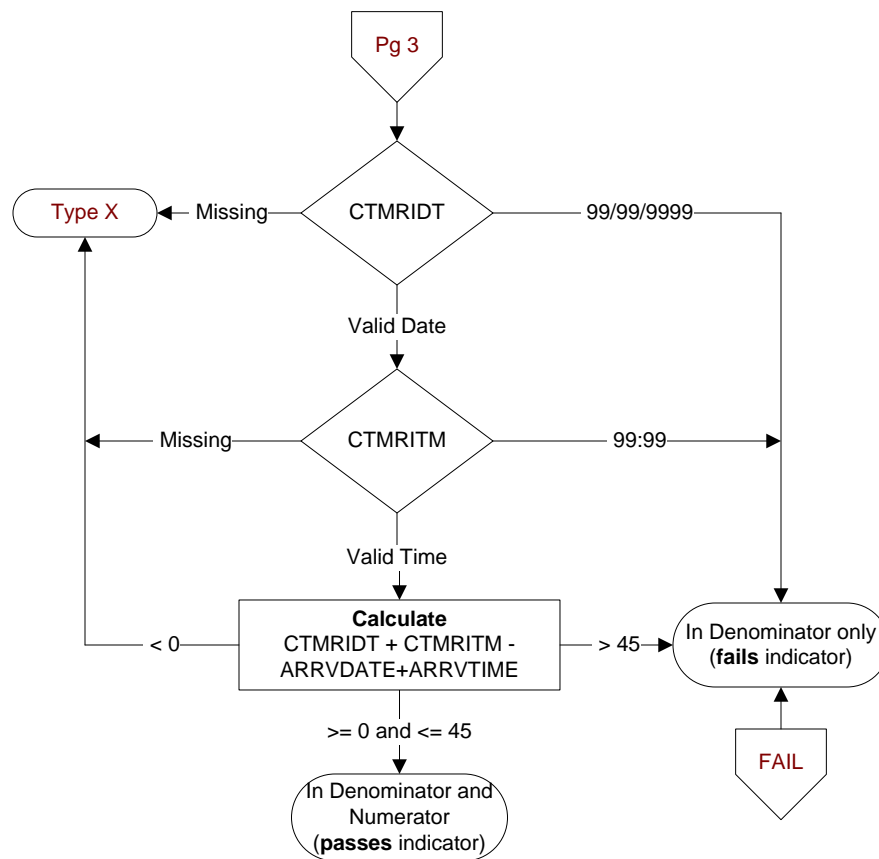 Pg 3
Type X
Missing
CTMRIDT
99/99/9999
Valid Date
Missing
CTMRITM
99:99
Valid Time
Calculate
CTMRIDT + CTMRITM -
ARRVDATE+ARRVTIME
< 0
> 45
In Denominator only
(fails indicator)
>= 0 and <= 45
FAIL
In Denominator and
Numerator
(passes indicator)